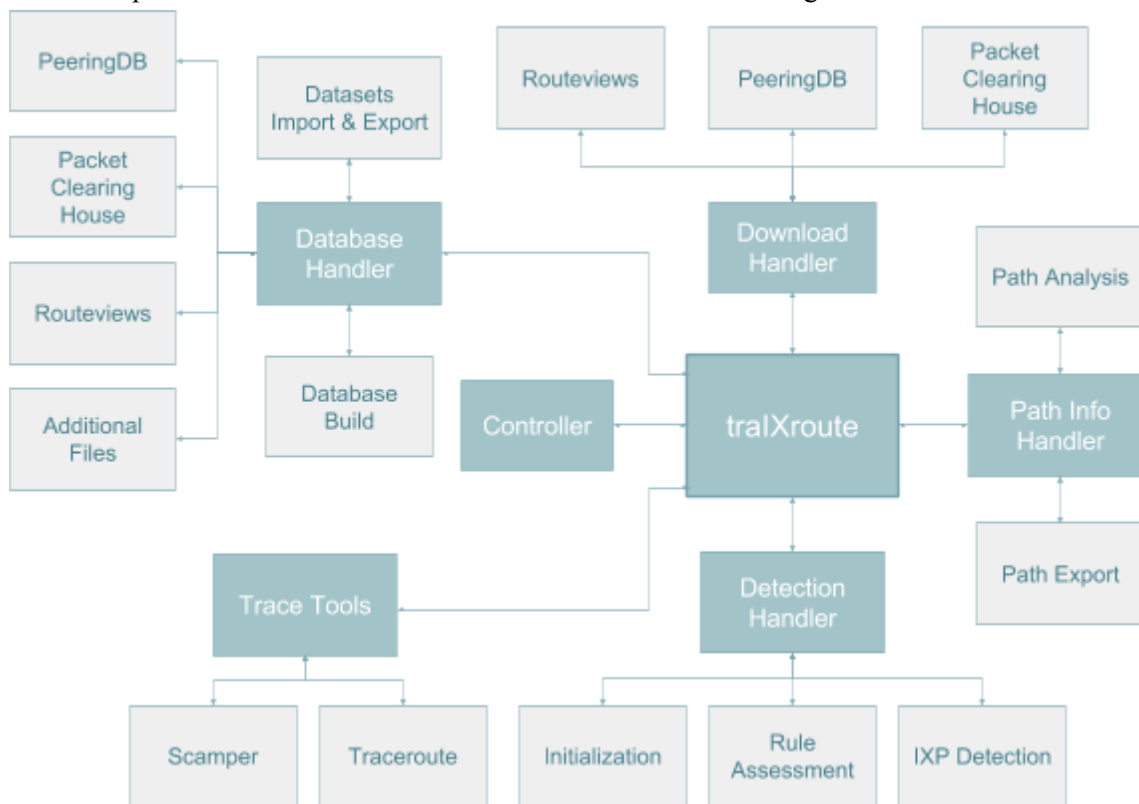 PeeringDB
Datasets
Import & Export
Routeviews
PeeringDB
Packet
Clearing
House
Packet
Clearing
House
Database
Handler
Download
Handler
Path Analysis
Routeviews
Database
Build
Controller
traIXroute
Path Info
Handler
Additional
Files
Trace Tools
Detection
Handler
Path Export
Scamper
Traceroute
Initialization
Rule
Assessment
IXP Detection